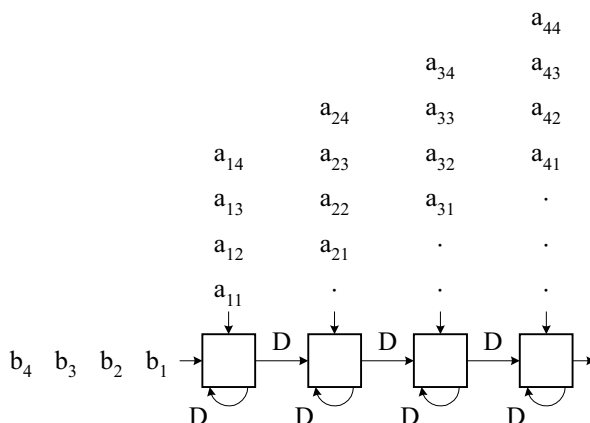 a₄₄
a₃₄ a₄₃
a₂₄ a₃₃ a₄₂
a₁₄ a₂₃ a₃₂ a₄₁
a₁₃ a₂₂ a₃₁ ·
a₁₂ a₂₁ · ·
a₁₁ · · ·
D D D
b₄ b₃ b₂ b₁
D D D D